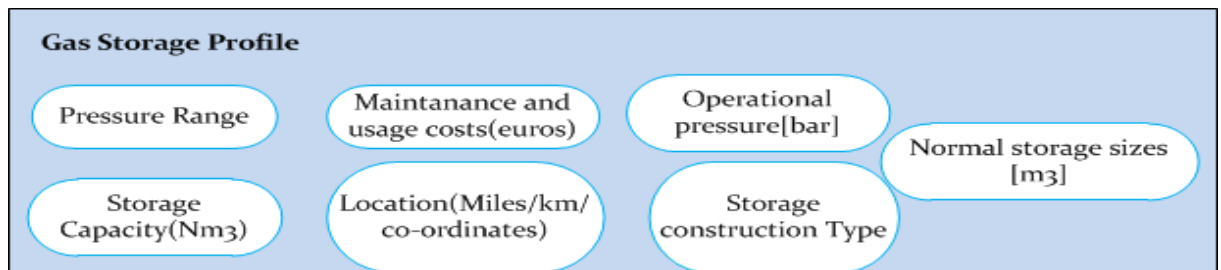 Gas Storage Profile
Pressure Range
Maintanance and
usage costs(euros)
Operational
pressure[bar]
Normal storage sizes
[m3]
Storage
Capacity(Nm3)
Location(Miles/km/
co-ordinates)
Storage
construction Type